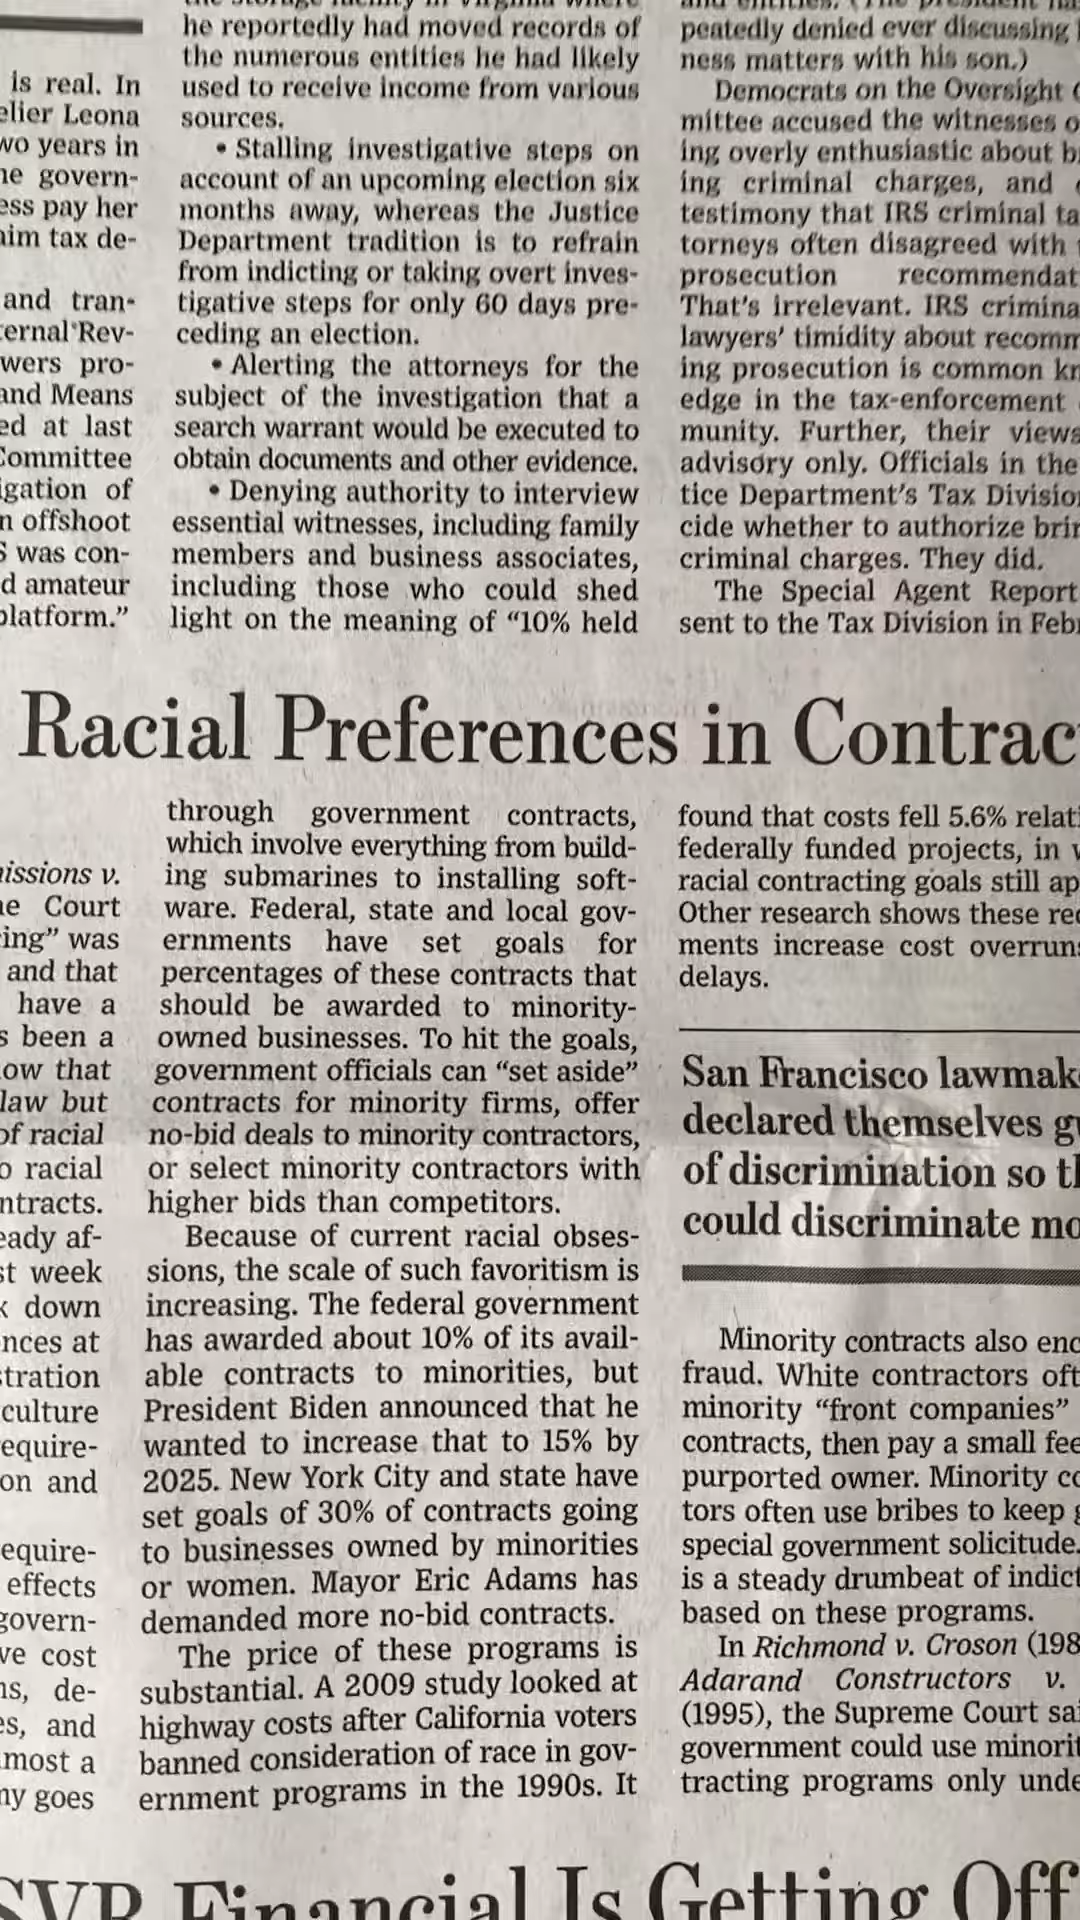 is real. In
elier Leona
wo years in
he govern-
ess pay her
aim tax de-
and tran-
ternal Rev-
wers pro-
and Means
ed at last
Committee
igation of
n offshoot
S was con-
d amateur
platform."
he reportedly had moved records of
the numerous entities he had likely
used to receive income from various
sources.
• Stalling investigative steps on
account of an upcoming election six
months away, whereas the Justice
Department tradition is to refrain
from indicting or taking overt inves-
tigative steps for only 60 days pre-
ceding an election.
• Alerting the attorneys for the
subject of the investigation that a
search warrant would be executed to
obtain documents and other evidence.
• Denying authority to interview
essential witnesses, including family
members and business associates,
including those who could shed
light on the meaning of "10% held
peatedly denied ever discussing
ness matters with his son.)
Democrats on the Oversight
mittee accused the witnesses o
ing overly enthusiastic about b
ing criminal charges, and
testimony that IRS criminal ta
torneys often disagreed with
prosecution recommendat
That's irrelevant. IRS crimina
lawyers' timidity about recomm
ing prosecution is common kn
edge in the tax-enforcement
munity. Further, their views
advisory only. Officials in the
tice Department's Tax Division
cide whether to authorize brin
criminal charges. They did.
The Special Agent Report
sent to the Tax Division in Febr
Racial Preferences in Contrac
issions v.
he Court
cing" was
and that
have a
s been a
ow that
law but
of racial
o racial
ntracts.
eady af-
st week
k down
nces at
stration
culture
equire-
on and
equire-
effects
govern-
ve cost
ns, de-
es, and
most a
ny goes
through government contracts,
which involve everything from build-
ing submarines to installing soft-
ware. Federal, state and local gov-
ernments have set goals for
percentages of these contracts that
should be awarded to minority-
owned businesses. To hit the goals,
government officials can "set aside"
contracts for minority firms, offer
no-bid deals to minority contractors,
or select minority contractors with
higher bids than competitors.
Because of current racial obses-
sions, the scale of such favoritism is
increasing. The federal government
has awarded about 10% of its avail-
able contracts to minorities, but
President Biden announced that he
wanted to increase that to 15% by
2025. New York City and state have
set goals of 30% of contracts going
to businesses owned by minorities
or women. Mayor Eric Adams has
demanded more no-bid contracts.
The price of these programs is
substantial. A 2009 study looked at
highway costs after California voters
banned consideration of race in gov-
ernment programs in the 1990s. It
found that costs fell 5.6% relati
federally funded projects, in w
racial contracting goals still ap
Other research shows these req
ments increase cost overruns
delays.
San Francisco lawmak
declared themselves gu
of discrimination so th
could discriminate mo
Minority contracts also enc
fraud. White contractors oft
minority "front companies"
contracts, then pay a small fee
purported owner. Minority co
tors often use bribes to keep g
special government solicitude.
is a steady drumbeat of indict
based on these programs.
In Richmond v. Croson (198
Adarand Constructors v.
(1995), the Supreme Court sai
government could use minorit
tracting programs only unde
SVB Financial Is Getting Off